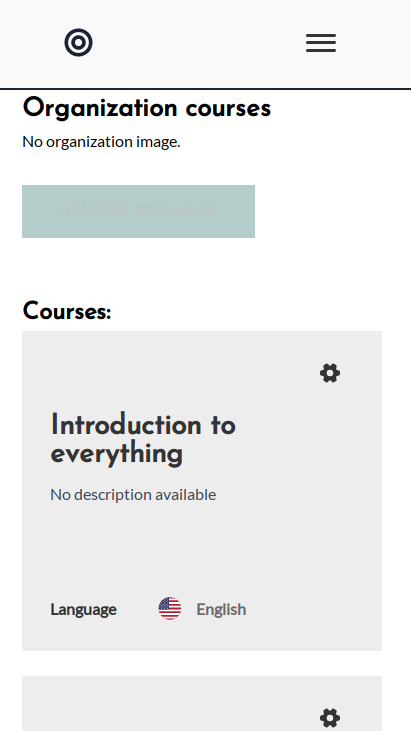 Organization courses
No organization image.
UPLOAD AN IMAGE
Courses:
Introduction to
everything
No description available
Language English